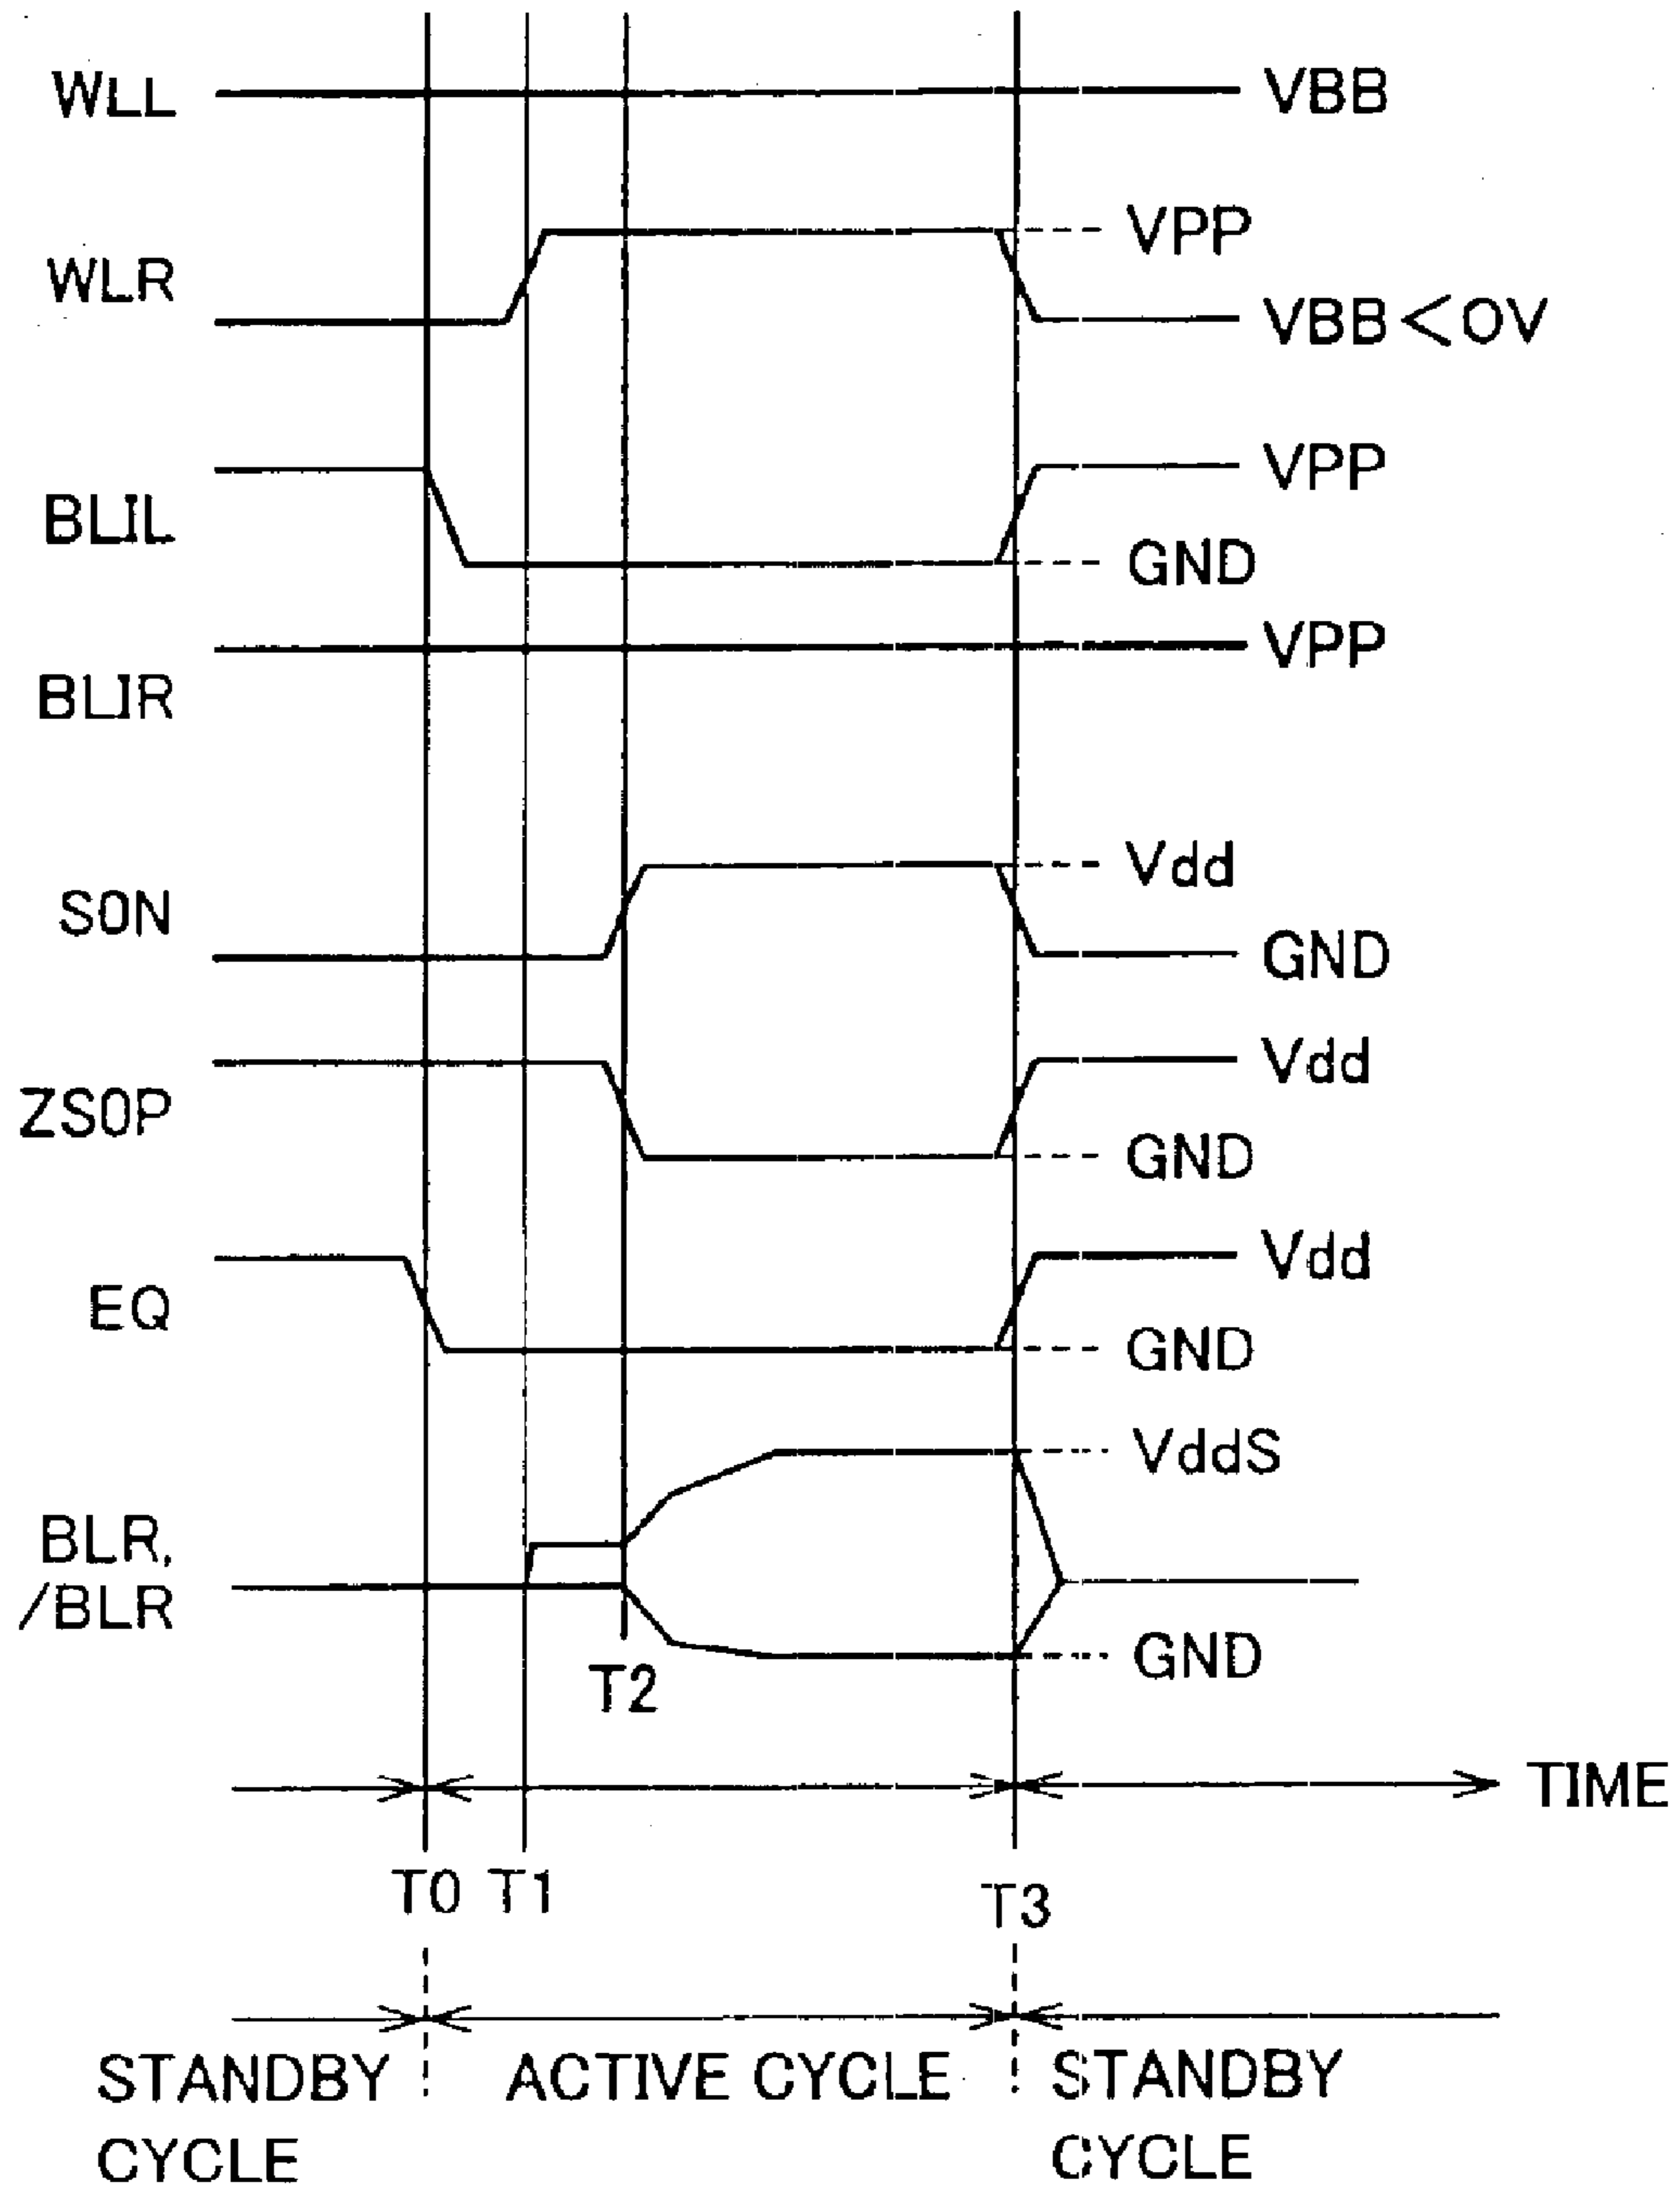 WLL VBB
VPP
WLR
VBB<0V
VPP
BLIL
GND
VPP
BLIR
Vdd
S0N
GND
Vdd
ZS0P
GND
Vdd
EQ
GND
VddS
BLR,
/BLR
GND
T2
TIME
T0 T1 T3
STANDBY CYCLE
ACTIVE CYCLE
STANDBY CYCLE